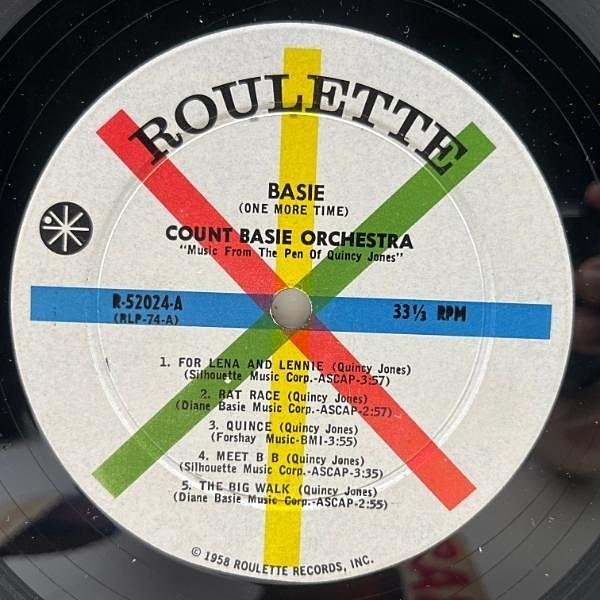 ROULETTE
BASIE
(ONE MORE TIME)
COUNT BASIE ORCHESTRA
"Music From The Pen Of Quincy Jones"
R-52024-A 33⅓ RPM
(RLP-74-A)
1. FOR LENA AND LENNIE (Quincy Jones)
(Silhouette Music Corp.-ASCAP-3:57)
2. RAT RACE (Quincy Jones)
(Diane Basie Music Corp.-ASCAP-2:57)
3. QUINCE (Quincy Jones)
(Forshay Music-BMI-3:55)
4. MEET B B (Quincy Jones)
(Silhouette Music Corp.-ASCAP-3:35)
5. THE BIG WALK (Quincy Jones)
(Diane Basie Music Corp.-ASCAP-2:55)
© 1958 ROULETTE RECORDS, INC.